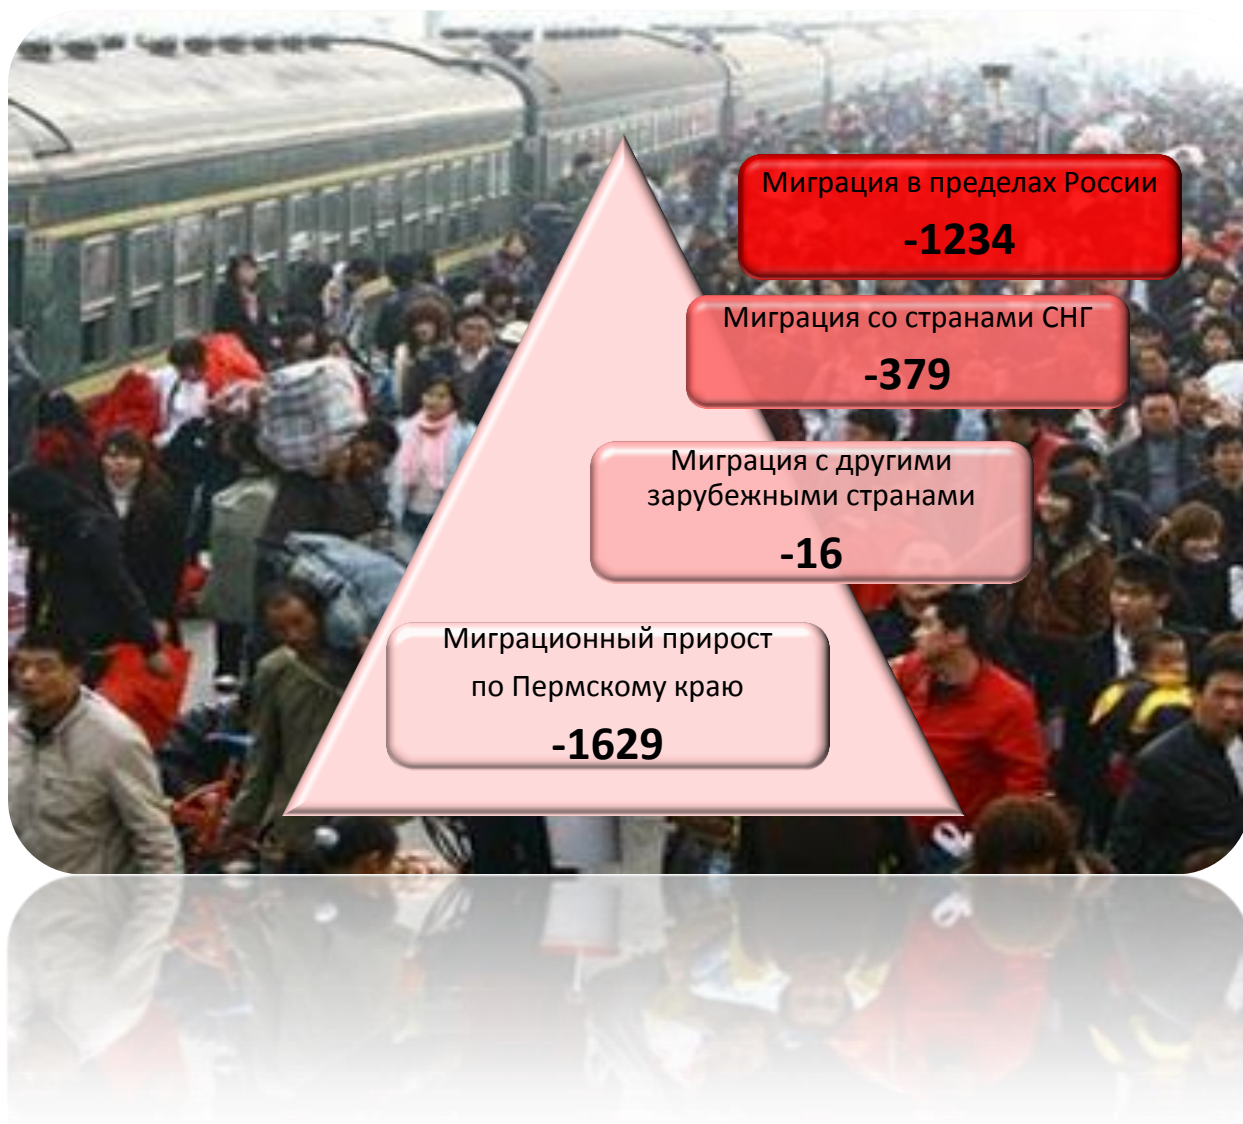 Миграция в пределах России
-1234
Миграция со странами СНГ
-379
Миграция с другими
зарубежными странами
-16
Миграционный прирост
по Пермскому краю
-1629